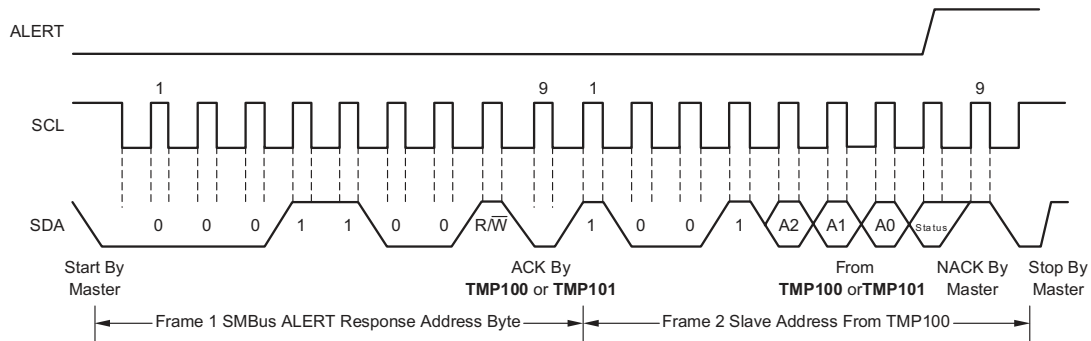 ALERT
1 9 1 9
SCL
SDA 0 0 0 1 1 0 0 R/W̅ 1 0 0 1 A2 A1 A0 Status
Start By
Master
ACK By
TMP100 or TMP101
From
TMP100 orTMP101
NACK By
Master
Stop By
Master
Frame 1 SMBus ALERT Response Address Byte
Frame 2 Slave Address From TMP100